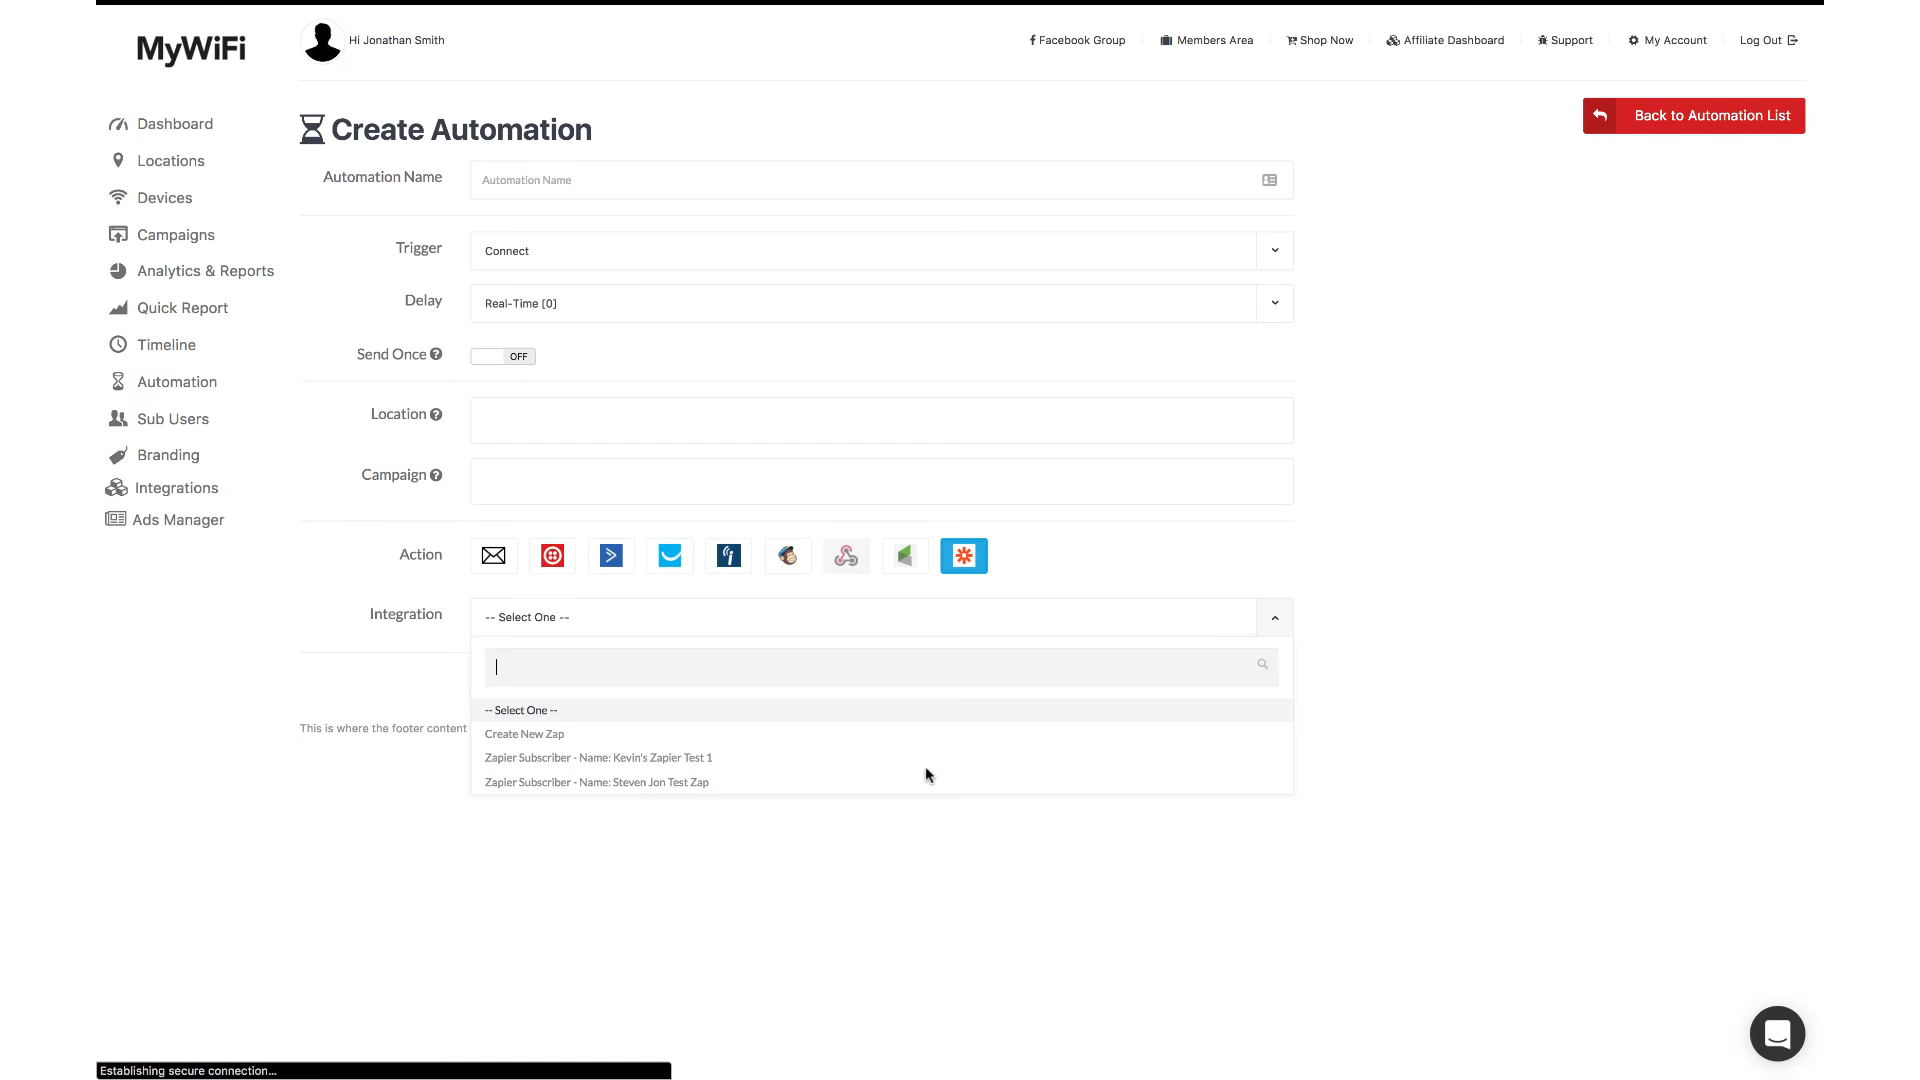 MyWiFi
Hi Jonathan Smith
Facebook Group
Members Area
Shop Now
Affiliate Dashboard
Support
My Account
Log Out
Dashboard
Locations
Devices
Campaigns
Analytics & Reports
Quick Report
Timeline
Automation
Sub Users
Branding
Integrations
Ads Manager
Create Automation
Back to Automation List
Automation Name
Automation Name
Trigger
Connect
Delay
Real-Time [0]
Send Once
OFF
Location
Campaign
Action
Integration
-- Select One --
-- Select One --
Create New Zap
Zapier Subscriber - Name: Kevin's Zapier Test 1
Zapier Subscriber - Name: Steven Jon Test Zap
This is where the footer content
Establishing secure connection...